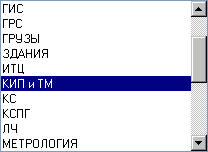 ГИС
ГРС
ГРУЗЫ
ЗДАНИЯ
ИТЦ
КИП и ТМ
КС
КСПГ
ЛЧ
МЕТРОЛОГИЯ